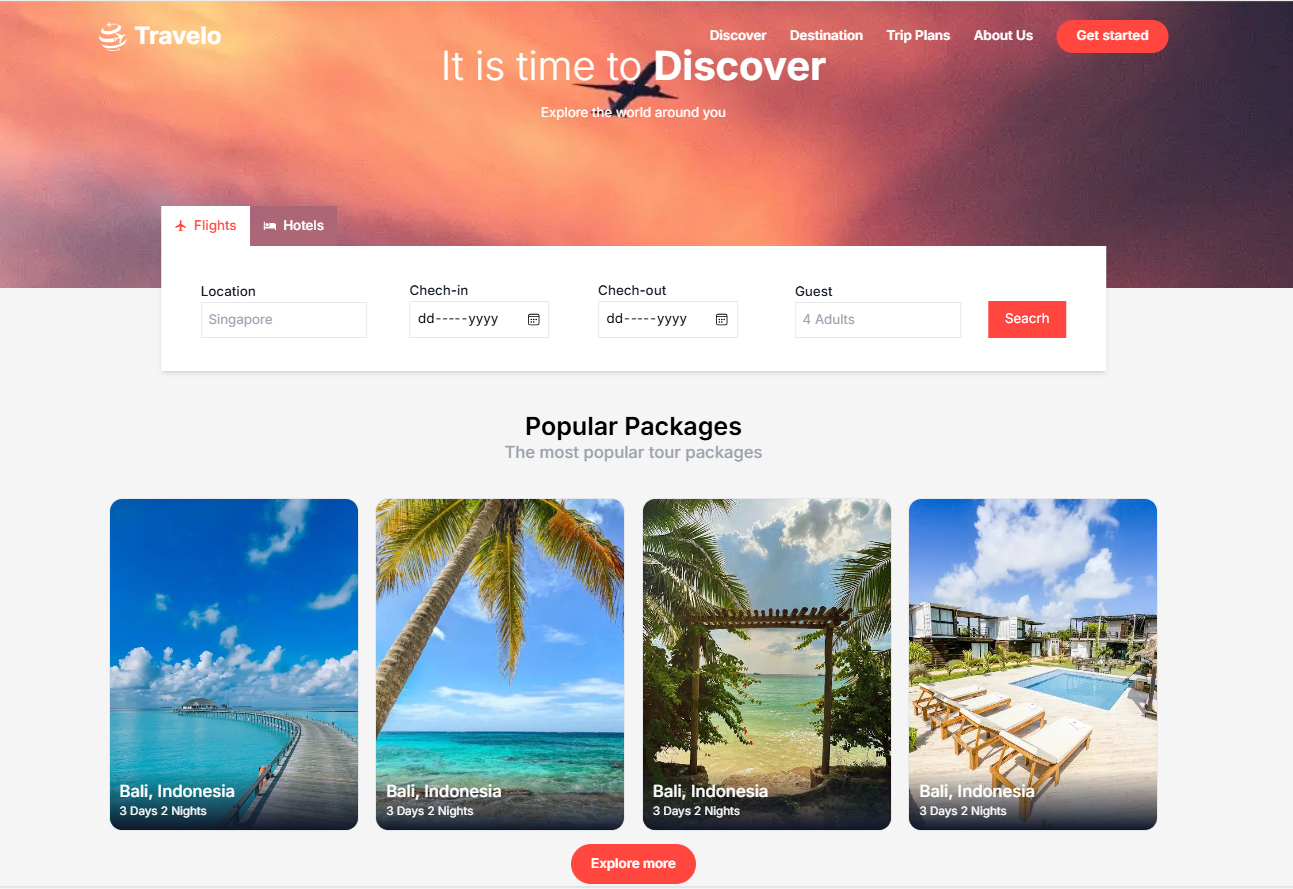 Travelo
Discover Destination Trip Plans About Us Get started
It is time to Discover
Explore the world around you
Flights Hotels
Location Chech-in Chech-out Guest
Singapore dd-----yyyy dd-----yyyy 4 Adults Seacrh
Popular Packages
The most popular tour packages
Bali, Indonesia
3 Days 2 Nights
Bali, Indonesia
3 Days 2 Nights
Bali, Indonesia
3 Days 2 Nights
Bali, Indonesia
3 Days 2 Nights
Explore more